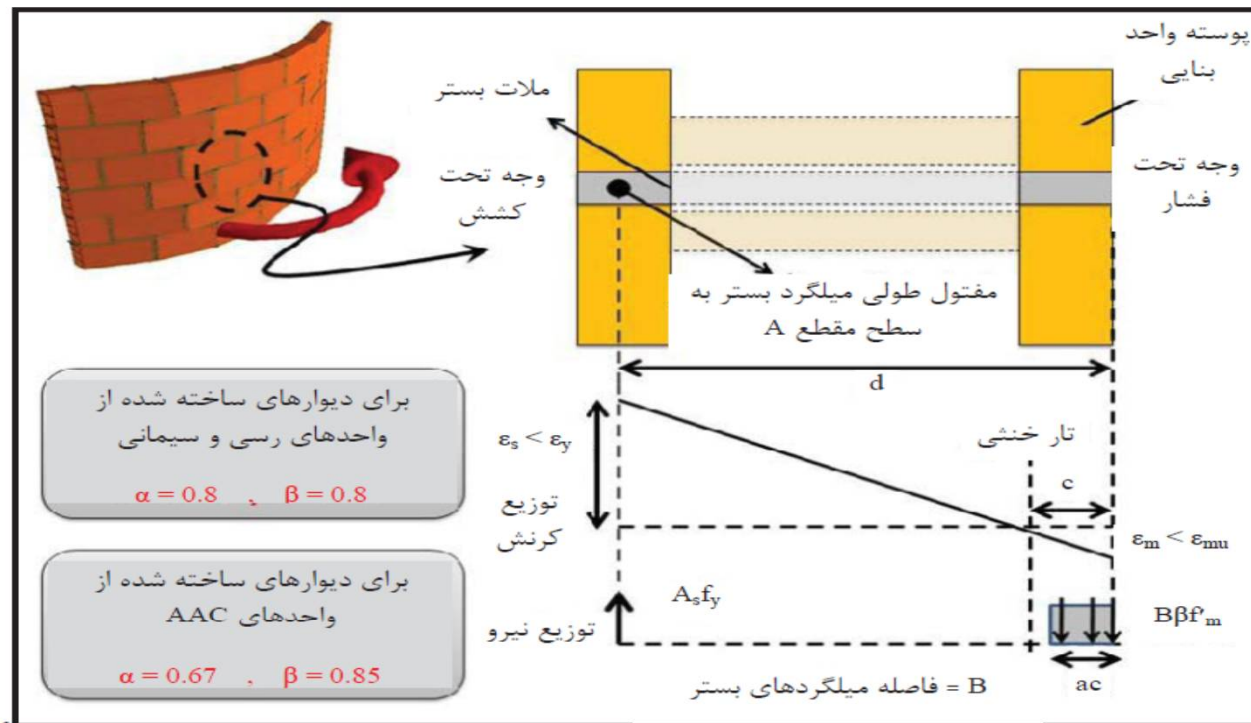 پوسته واحد
بنایی
ملات بستر
وجه تحت
کشش
وجه تحت
فشار
مفتول طولی میلگرد بستر به
سطح مقطع A
d
برای دیوارهای ساخته شده از
واحدهای رسی و سیمانی
α = 0.8 , β = 0.8
εs < εy
تار خنثی
c
توزیع
کرنش
εm < εmu
برای دیوارهای ساخته شده از
واحدهای AAC
α = 0.67 , β = 0.85
Asfy
توزیع نیرو
Bβf'm
ac
B = فاصله میلگردهای بستر